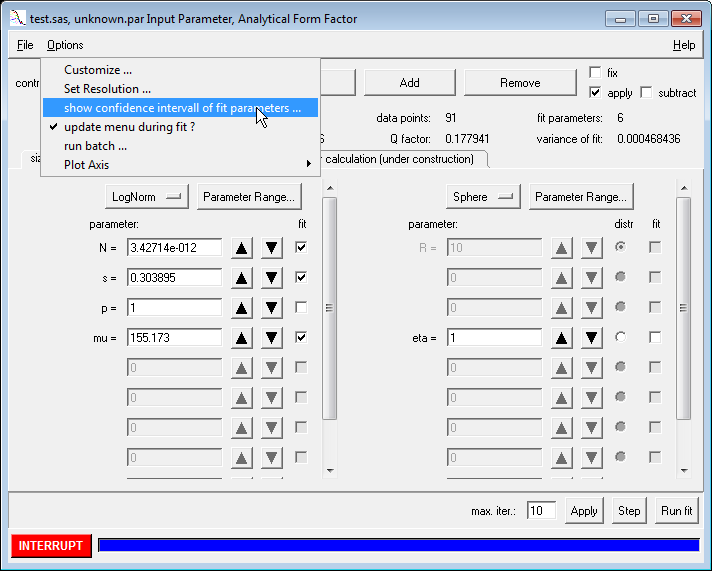 test.sas, unknown.par Input Parameter, Analytical Form Factor
File Options Help
contr Add Remove fix
apply subtract
Customize ...
Set Resolution ...
show confidence intervall of fit parameters ...
update menu during fit ?
run batch ...
Plot Axis
data points: 91 fit parameters: 6
6 Q factor: 0.177941 variance of fit: 0.000468436
siz r calculation (under construction)
LogNorm Parameter Range... Sphere Parameter Range...
parameter: fit parameter: distr fit
N = 3.42714e-012 R = 10
s = 0.303895 0
p = 1 0
mu = 155.173 eta = 1
0 0
0 0
0 0
0 0
max. iter.: 10 Apply Step Run fit
INTERRUPT